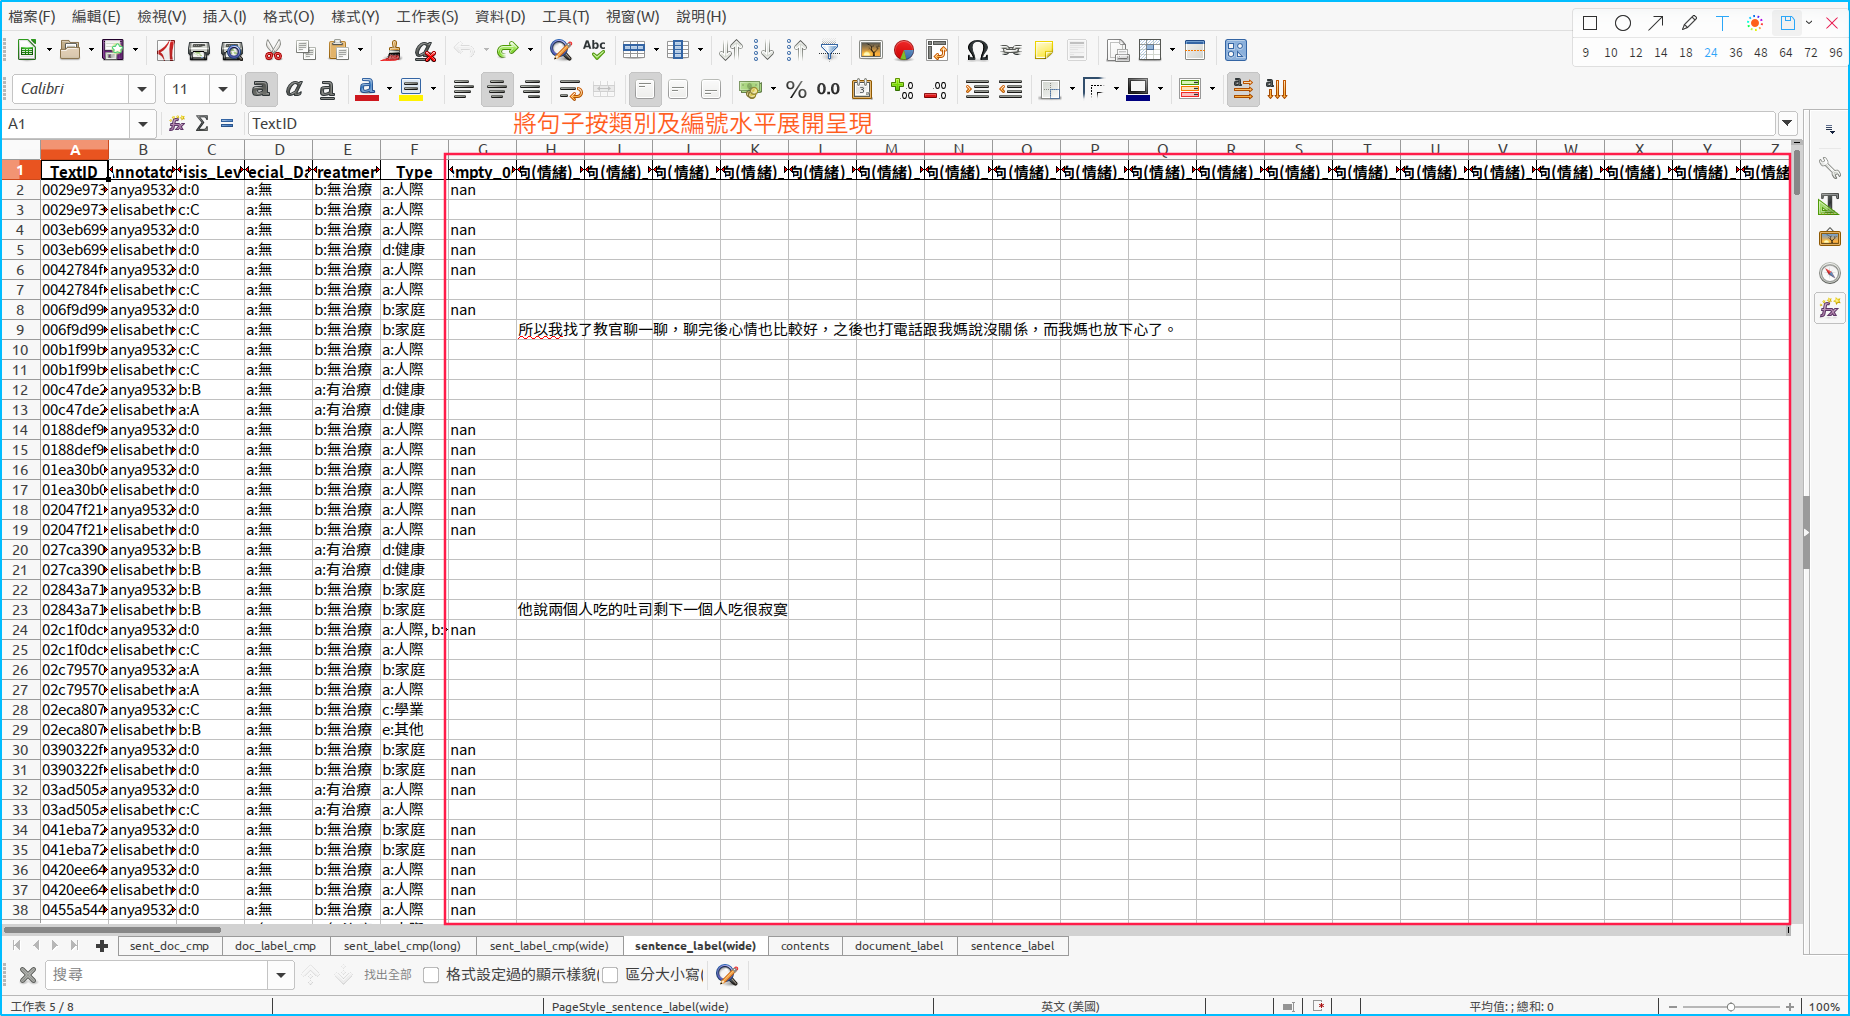 檔案(F) 編輯(E) 檢視(V) 插入(I) 格式(O) 樣式(Y) 工作表(S) 資料(D) 工具(T) 視窗(W) 說明(H)
9 10 12 14 18 24 36 48 64 72 96
Calibri 11
A1 TextID
將句子按類別及編號水平展開呈現
A B C D E F G H I J K L M N O P Q R S T U V W X Y Z
1 TextID nnotato isis_Lev ecial_D reatmer Type mpty_0 句(情緒)_ 句(情緒)_ 句(情緒)_ 句(情緒)_ 句(情緒)_ 句(情緒)_ 句(情緒)_ 句(情緒)_ 句(情緒)_ 句(情緒)_ 句(情緒)_ 句(情緒)_ 句(情緒)_ 句(情緒)_ 句(情緒)_ 句(情緒)_ 句(情緒)_ 句(情緒)_ 句(情緒
2 0029e973 anya9532 d:0 a:無 b:無治療 a:人際 nan
3 0029e973 elisabeth c:C a:無 b:無治療 a:人際
4 003eb699 anya9532 d:0 a:無 b:無治療 a:人際 nan
5 003eb699 elisabeth d:0 a:無 b:無治療 d:健康 nan
6 0042784f anya9532 d:0 a:無 b:無治療 a:人際 nan
7 0042784f elisabeth c:C a:無 b:無治療 a:人際
8 006f9d99 anya9532 d:0 a:無 b:無治療 b:家庭 nan
9 006f9d99 elisabeth c:C a:無 b:無治療 b:家庭 所以我找了教官聊一聊，聊完後心情也比較好，之後也打電話跟我媽說沒關係，而我媽也放下心了。
10 00b1f99b anya9532 c:C a:無 b:無治療 a:人際
11 00b1f99b elisabeth c:C a:無 b:無治療 a:人際
12 00c47de2 anya9532 b:B a:無 a:有治療 d:健康
13 00c47de2 elisabeth a:A a:無 a:有治療 d:健康
14 0188def9 anya9532 d:0 a:無 b:無治療 a:人際 nan
15 0188def9 elisabeth d:0 a:無 b:無治療 a:人際 nan
16 01ea30b0 anya9532 d:0 a:無 b:無治療 a:人際 nan
17 01ea30b0 elisabeth d:0 a:無 b:無治療 a:人際 nan
18 02047f21 anya9532 d:0 a:無 b:無治療 a:人際 nan
19 02047f21 elisabeth d:0 a:無 b:無治療 a:人際 nan
20 027ca390 anya9532 b:B a:無 a:有治療 d:健康
21 027ca390 elisabeth b:B a:無 a:有治療 d:健康
22 02843a71 anya9532 b:B a:無 b:無治療 b:家庭
23 02843a71 elisabeth b:B a:無 b:無治療 b:家庭 他說兩個人吃的吐司剩下一個人吃很寂寞
24 02c1f0dc anya9532 d:0 a:無 b:無治療 a:人際, b: nan
25 02c1f0dc elisabeth c:C a:無 b:無治療 a:人際
26 02c79570 anya9532 a:A a:無 b:無治療 b:家庭
27 02c79570 elisabeth a:A a:無 b:無治療 a:人際
28 02eca807 anya9532 c:C a:無 b:無治療 c:學業
29 02eca807 elisabeth b:B a:無 b:無治療 e:其他
30 0390322f anya9532 d:0 a:無 b:無治療 b:家庭 nan
31 0390322f elisabeth d:0 a:無 b:無治療 b:家庭 nan
32 03ad505a anya9532 d:0 a:無 a:有治療 a:人際 nan
33 03ad505a elisabeth c:C a:無 a:有治療 a:人際
34 041eba72 anya9532 d:0 a:無 b:無治療 b:家庭 nan
35 041eba72 elisabeth d:0 a:無 b:無治療 b:家庭 nan
36 0420ee64 anya9532 d:0 a:無 b:無治療 a:人際 nan
37 0420ee64 elisabeth d:0 a:無 b:無治療 a:人際 nan
38 0455a544 anya9532 d:0 a:無 b:無治療 a:人際 nan
sent_doc_cmp doc_label_cmp sent_label_cmp(long) sent_label_cmp(wide) sentence_label(wide) contents document_label sentence_label
搜尋 找出全部 格式設定過的顯示樣貌( 區分大小寫(
工作表 5 / 8 PageStyle_sentence_label(wide) 英文 (美國) 平均值: ; 總和: 0 100%